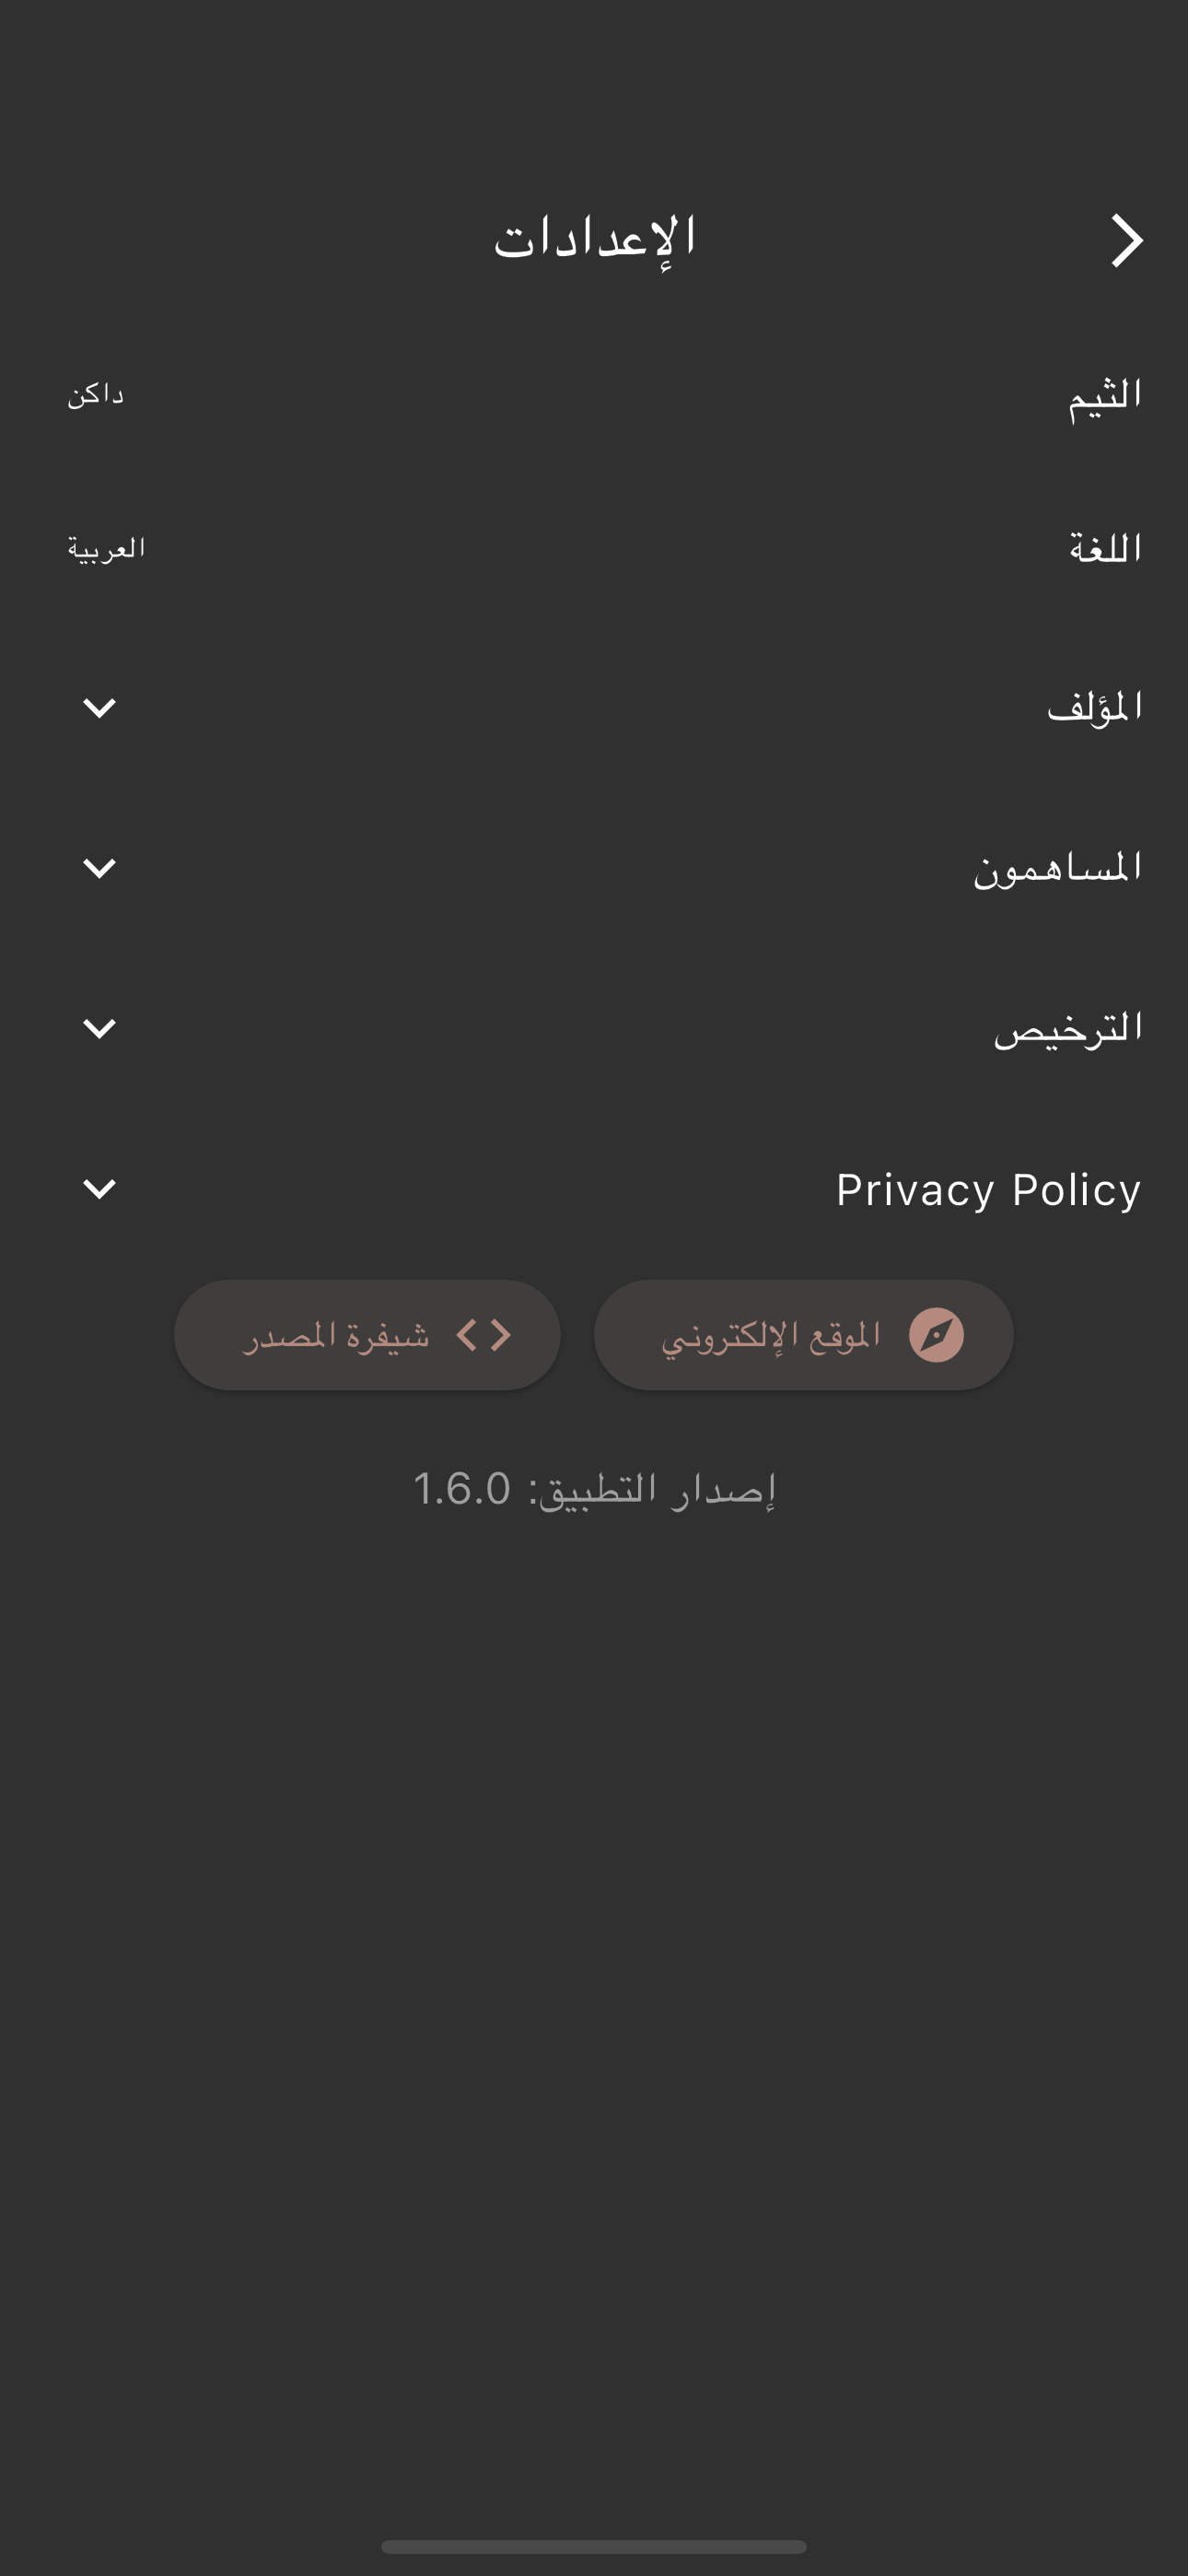 الإعدادات
الثيم
داكن
اللغة
العربية
المؤلف
المساهمون
الترخيص
Privacy Policy
الموقع الإلكتروني
شيفرة المصدر
إصدار التطبيق: 1.6.0